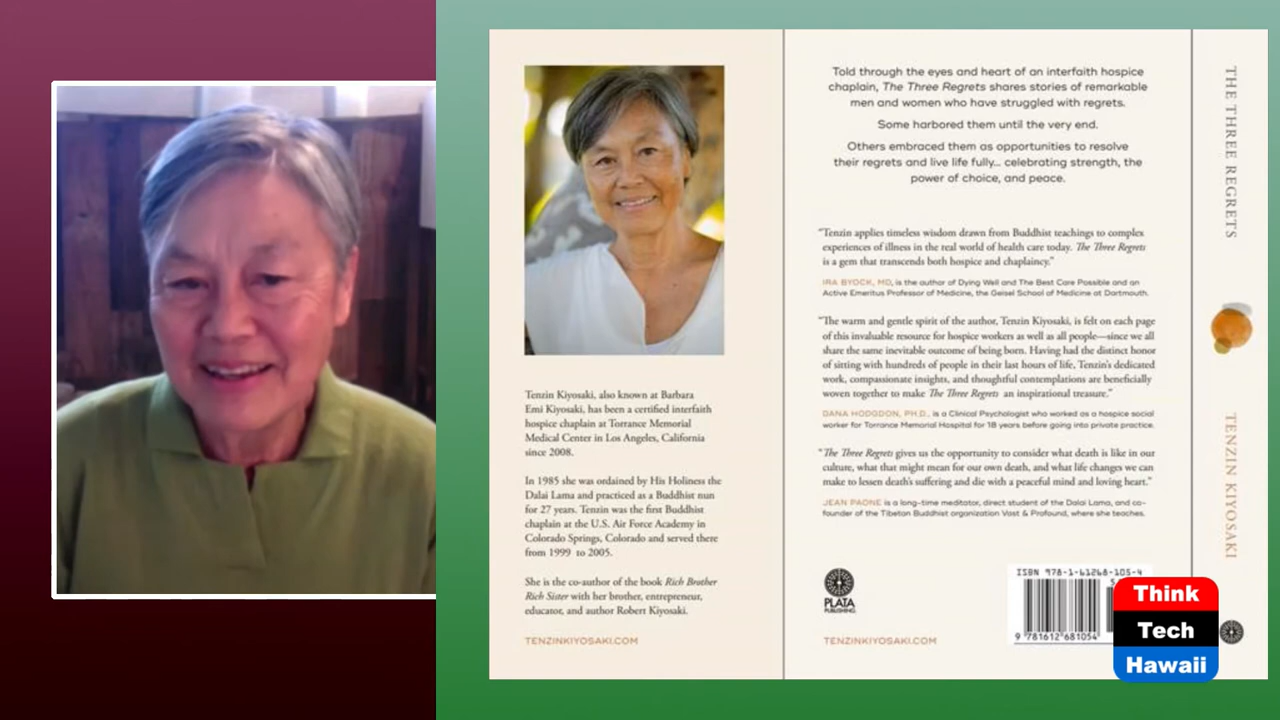 Tenzin Kiyosaki, also known at Barbara
Emi Kiyosaki, has been a certified interfaith
hospice chaplain at Torrance Memorial
Medical Center in Los Angeles, California
since 2008.
In 1985 she was ordained by His Holiness the
Dalai Lama and practiced as a Buddhist nun
for 27 years. Tenzin was the first Buddhist
chaplain at the U.S. Air Force Academy in
Colorado Springs, Colorado and served there
from 1999 to 2005.
She is the co-author of the book Rich Brother
Rich Sister with her brother, entrepreneur,
educator, and author Robert Kiyosaki.
TENZINKIYOSAKI.COM
Told through the eyes and heart of an interfaith hospice
chaplain, The Three Regrets shares stories of remarkable
men and women who have struggled with regrets.
Some harbored them until the very end.
Others embraced them as opportunities to resolve
their regrets and live life fully... celebrating strength, the
power of choice, and peace.
"Tenzin applies timeless wisdom drawn from Buddhist teachings to complex
experiences of illness in the real world of health care today. The Three Regrets
is a gem that transcends both hospice and chaplaincy."
IRA BYOCK, MD, is the author of Dying Well and The Best Care Possible and an
Active Emeritus Professor of Medicine, the Geisel School of Medicine at Dartmouth.
"The warm and gentle spirit of the author, Tenzin Kiyosaki, is felt on each page
of this invaluable resource for hospice workers as well as all people—since we all
share the same inevitable outcome of being born. Having had the distinct honor
of sitting with hundreds of people in their last hours of life, Tenzin's dedicated
work, compassionate insights, and thoughtful contemplations are beneficially
woven together to make The Three Regrets an inspirational treasure."
DANA HODGDON, PH.D., is a Clinical Psychologist who worked as a hospice social
worker for Torrance Memorial Hospital for 18 years before going into private practice.
"The Three Regrets gives us the opportunity to consider what death is like in our
culture, what that might mean for our own death, and what life changes we can
make to lessen death's suffering and die with a peaceful mind and loving heart."
JEAN PAONE is a long-time meditator, direct student of the Dalai Lama, and co-
founder of the Tibetan Buddhist organization Vast & Profound, where she teaches.
PLATA
PUBLISHING
TENZINKIYOSAKI.COM
ISBN 978-1-61268-105-4
5
9 781612 681054
THE THREE REGRETS
TENZIN KIYOSAKI
Think
Tech
Hawaii